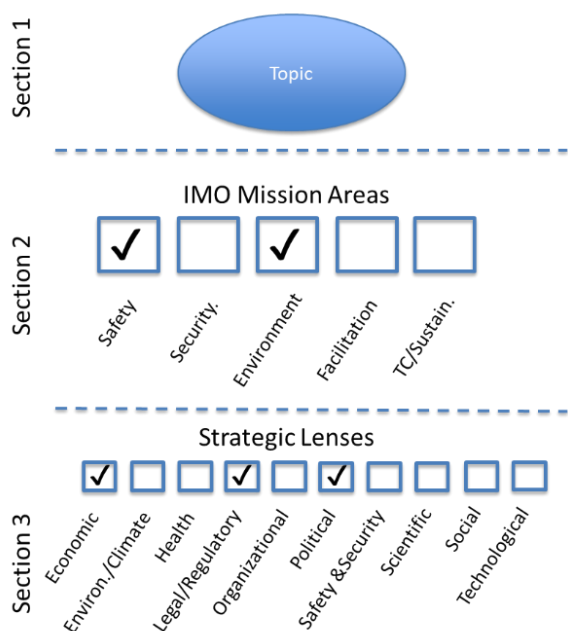 Section 1
Topic
Section 2
IMO Mission Areas
Safety
Security.
Environment
Facilitation
TC/Sustain.
Section 3
Strategic Lenses
Economic
Environ./Climate
Health
Legal/Regulatory
Organizational
Political
Safety &Security
Scientific
Social
Technological